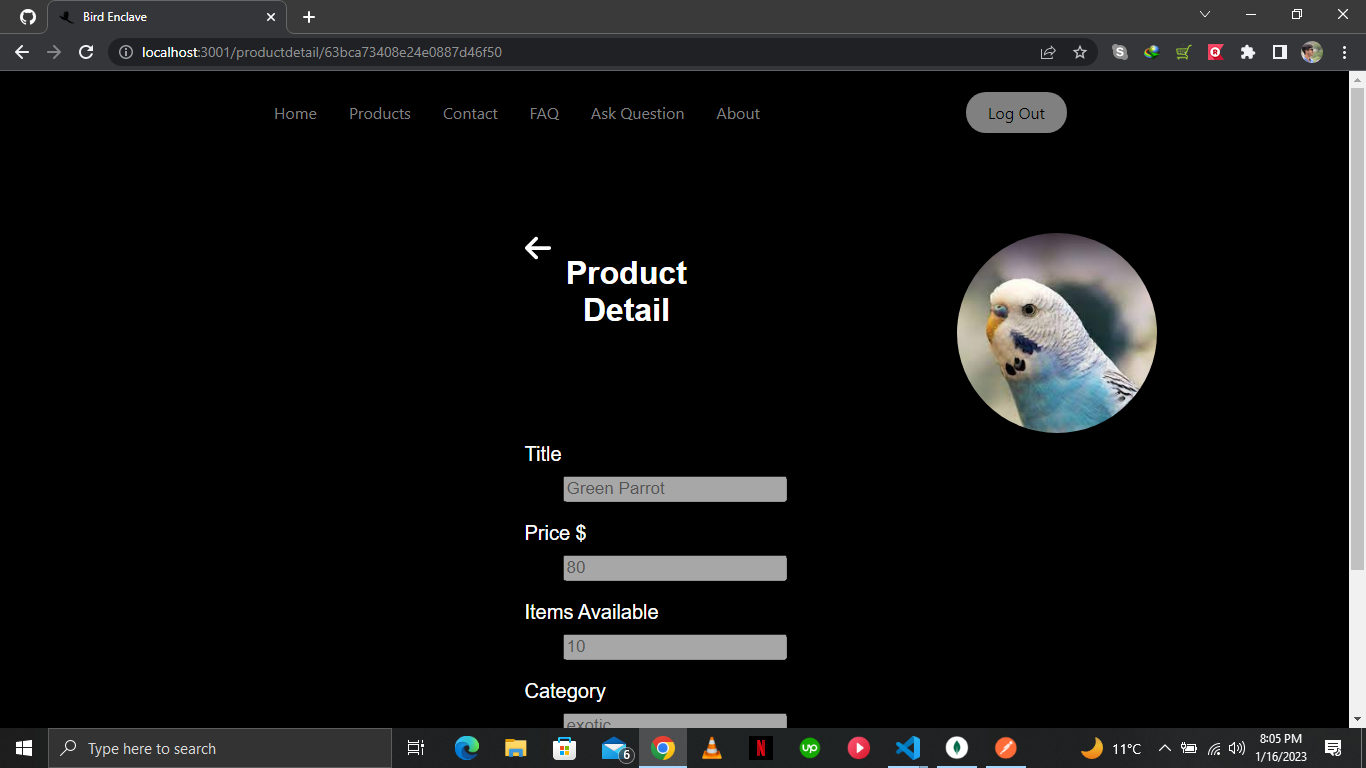 Bird Enclave
localhost:3001/productdetail/63bca73408e24e0887d46f50
Home Products Contact FAQ Ask Question About Log Out
Product
Detail
Title
Green Parrot
Price $
80
Items Available
10
Category
exotic
Type here to search
6
N
up
11°C
8:05 PM
1/16/2023